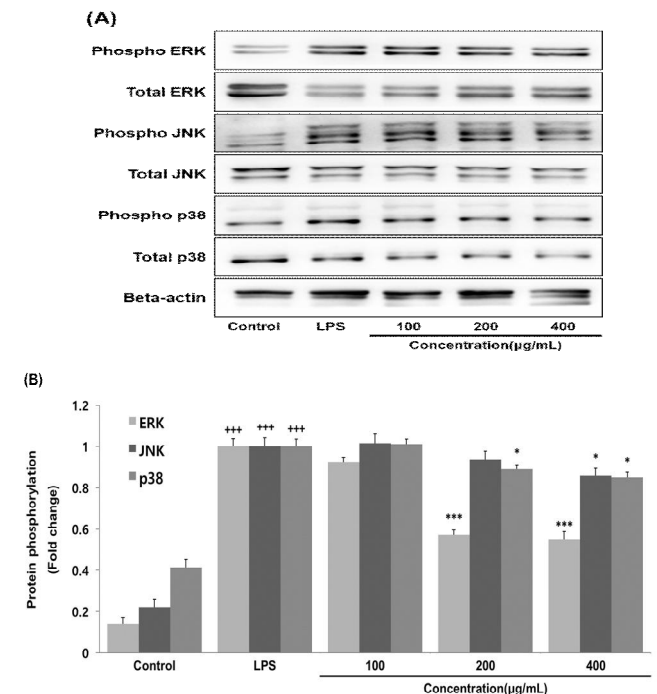 (A)
Phospho ERK
Total ERK
Phospho JNK
Total JNK
Phospho p38
Total p38
Beta-actin
Control LPS 100 200 400
Concentration(μg/mL)
(B)
Protein phosphorylation
(Fold change)
1.2
1
0.8
0.6
0.4
0.2
0
ERK
JNK
p38
+++ +++ +++
*** *
*** * *
Control LPS 100 200 400
Concentration(μg/mL)